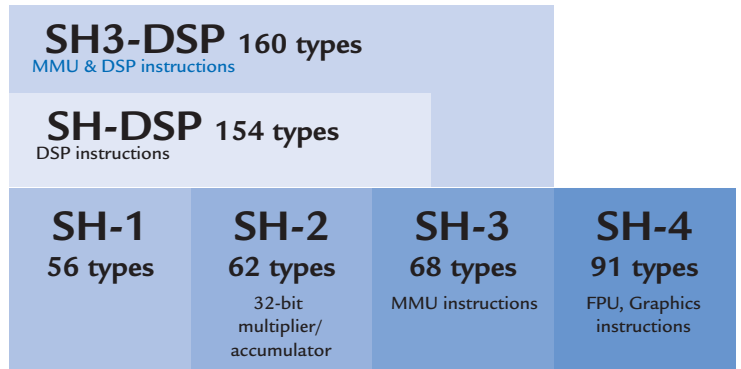 SH3-DSP 160 types
MMU & DSP instructions
SH-DSP 154 types
DSP instructions
SH-1
56 types
SH-2
62 types
32-bit
multiplier/
accumulator
SH-3
68 types
MMU instructions
SH-4
91 types
FPU, Graphics
instructions